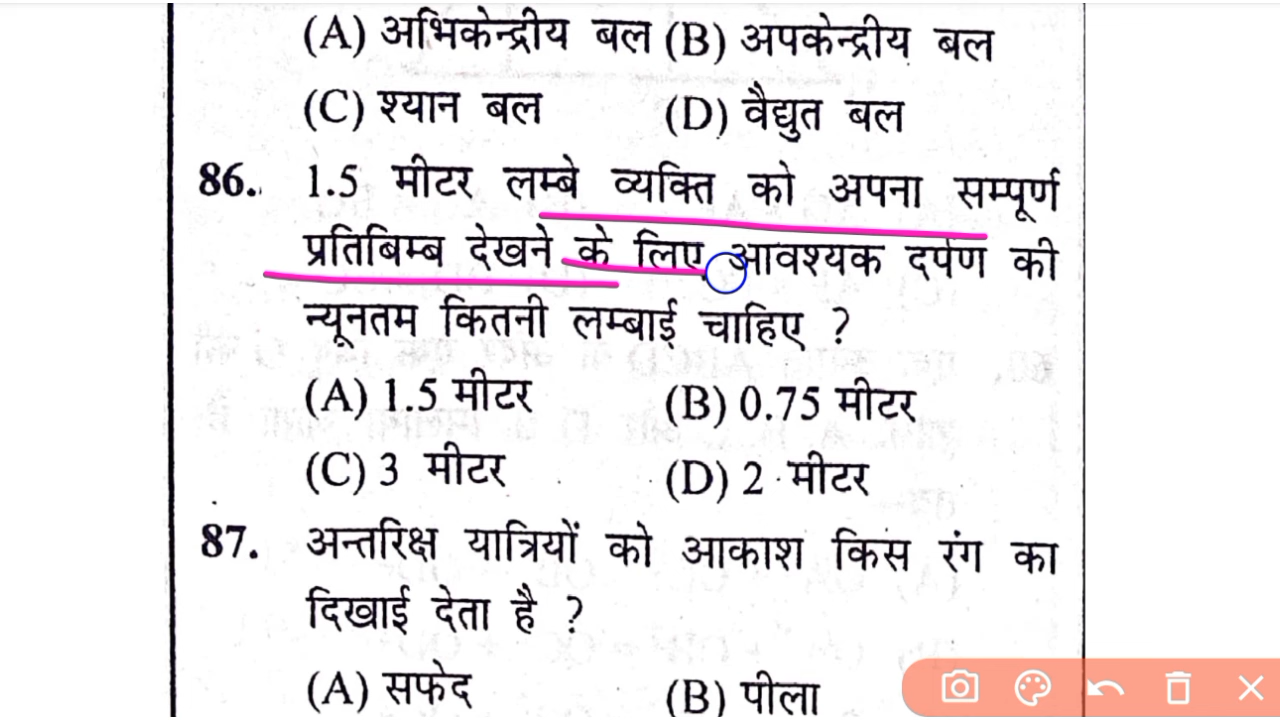 (A) अभिकेन्द्रीय बल (B) अपकेन्द्रीय बल
(C) श्यान बल (D) वैद्युत बल
86. 1.5 मीटर लम्बे व्यक्ति को अपना सम्पूर्ण
प्रतिबिम्ब देखने के लिए आवश्यक दर्पण की
न्यूनतम कितनी लम्बाई चाहिए ?
(A) 1.5 मीटर (B) 0.75 मीटर
(C) 3 मीटर (D) 2 मीटर
87. अन्तरिक्ष यात्रियों को आकाश किस रंग का
दिखाई देता है ?
(A) सफेद (B) पीला